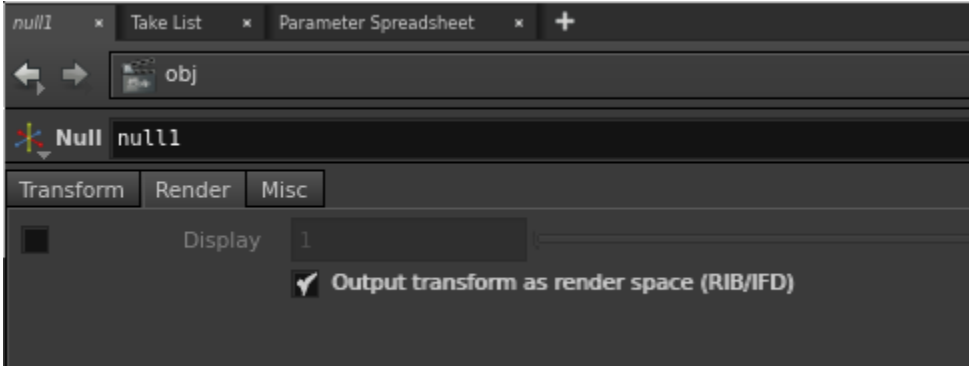 null1 × Take List × Parameter Spreadsheet × +
obj
Null null1
Transform Render Misc
Display 1
Output transform as render space (RIB/IFD)